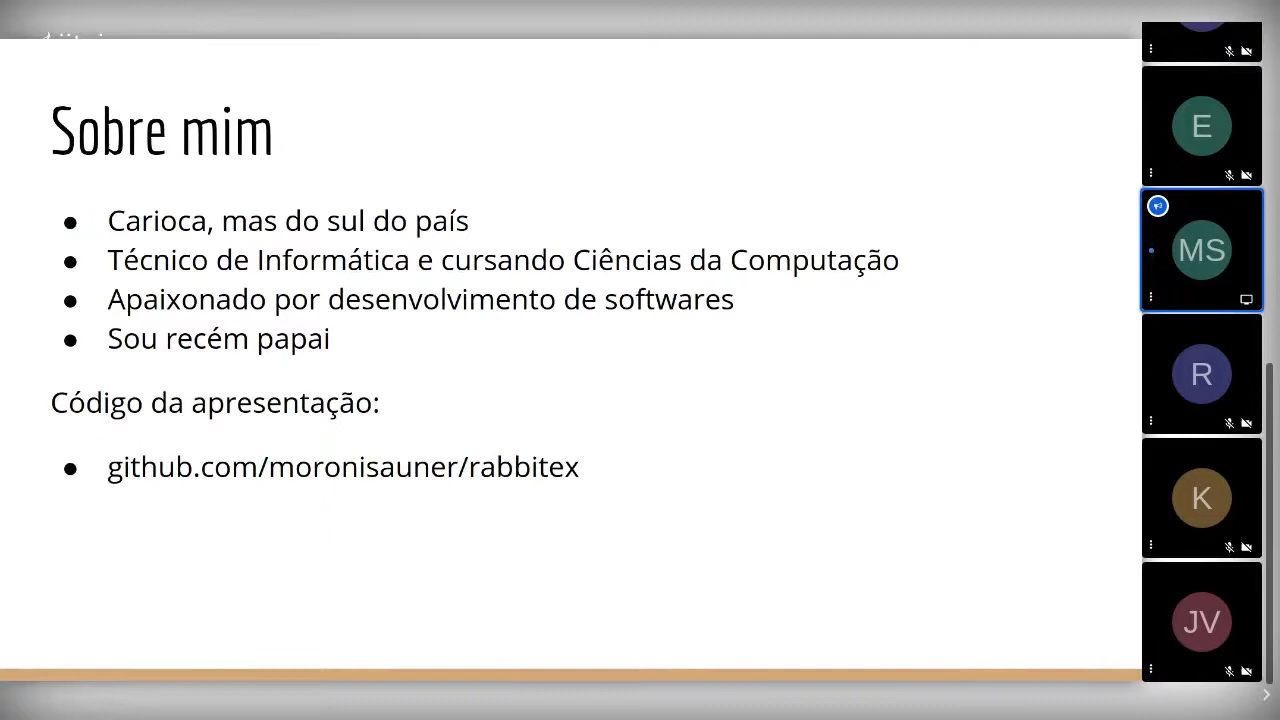 Sobre mim
● Carioca, mas do sul do país
● Técnico de Informática e cursando Ciências da Computação
● Apaixonado por desenvolvimento de softwares
● Sou recém papai
Código da apresentação:
● github.com/moronisauner/rabbitex
E
MS
R
K
JV